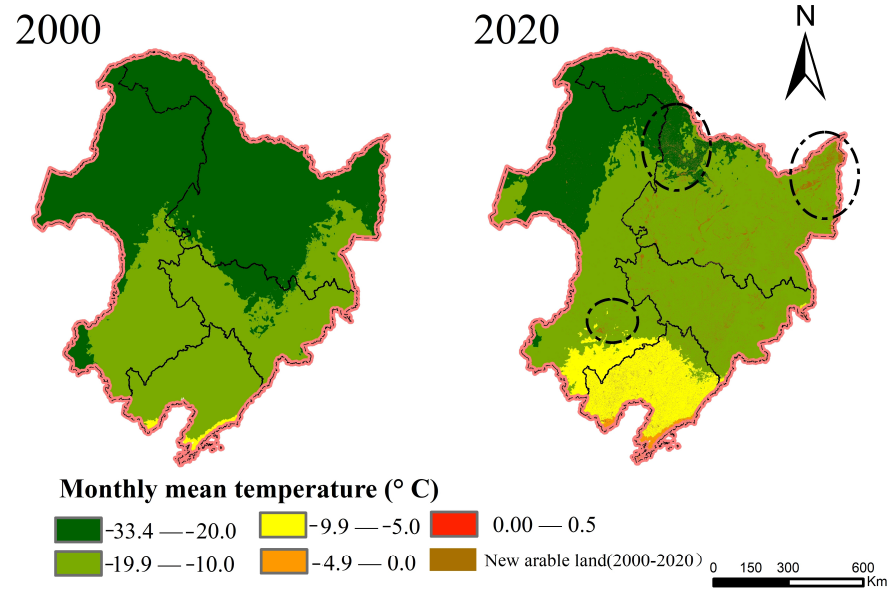 2000
2020
N
Monthly mean temperature (° C)
-33.4 — -20.0
-9.9 — -5.0
0.00 — 0.5
-19.9 — -10.0
-4.9 — 0.0
New arable land(2000-2020）
0 150 300 600
Km